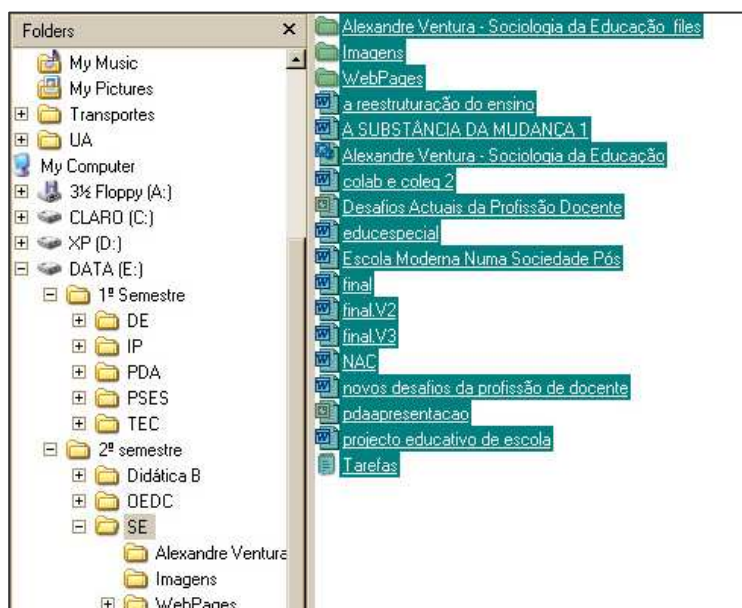 Folders
My Music
My Pictures
Transportes
UA
My Computer
3½ Floppy (A:)
CLARO (C:)
XP (D:)
DATA (E:)
1º Semestre
DE
IP
PDA
PSES
TEC
2º semestre
Didática B
OEDC
SE
Alexandre Ventura
Imagens
WebPages
Alexandre Ventura - Sociologia da Educação_files
Imagens
WebPages
a reestruturação do ensino
A SUBSTÂNCIA DA MUDANÇA 1
Alexandre Ventura - Sociologia da Educação
colab e coleg 2
Desafios Actuais da Profissão Docente
educespecial
Escola Moderna Numa Sociedade Pós
final
final.V2
final.V3
NAC
novos desafios da profissão de docente
pdaapresentacao
projecto educativo de escola
Tarefas